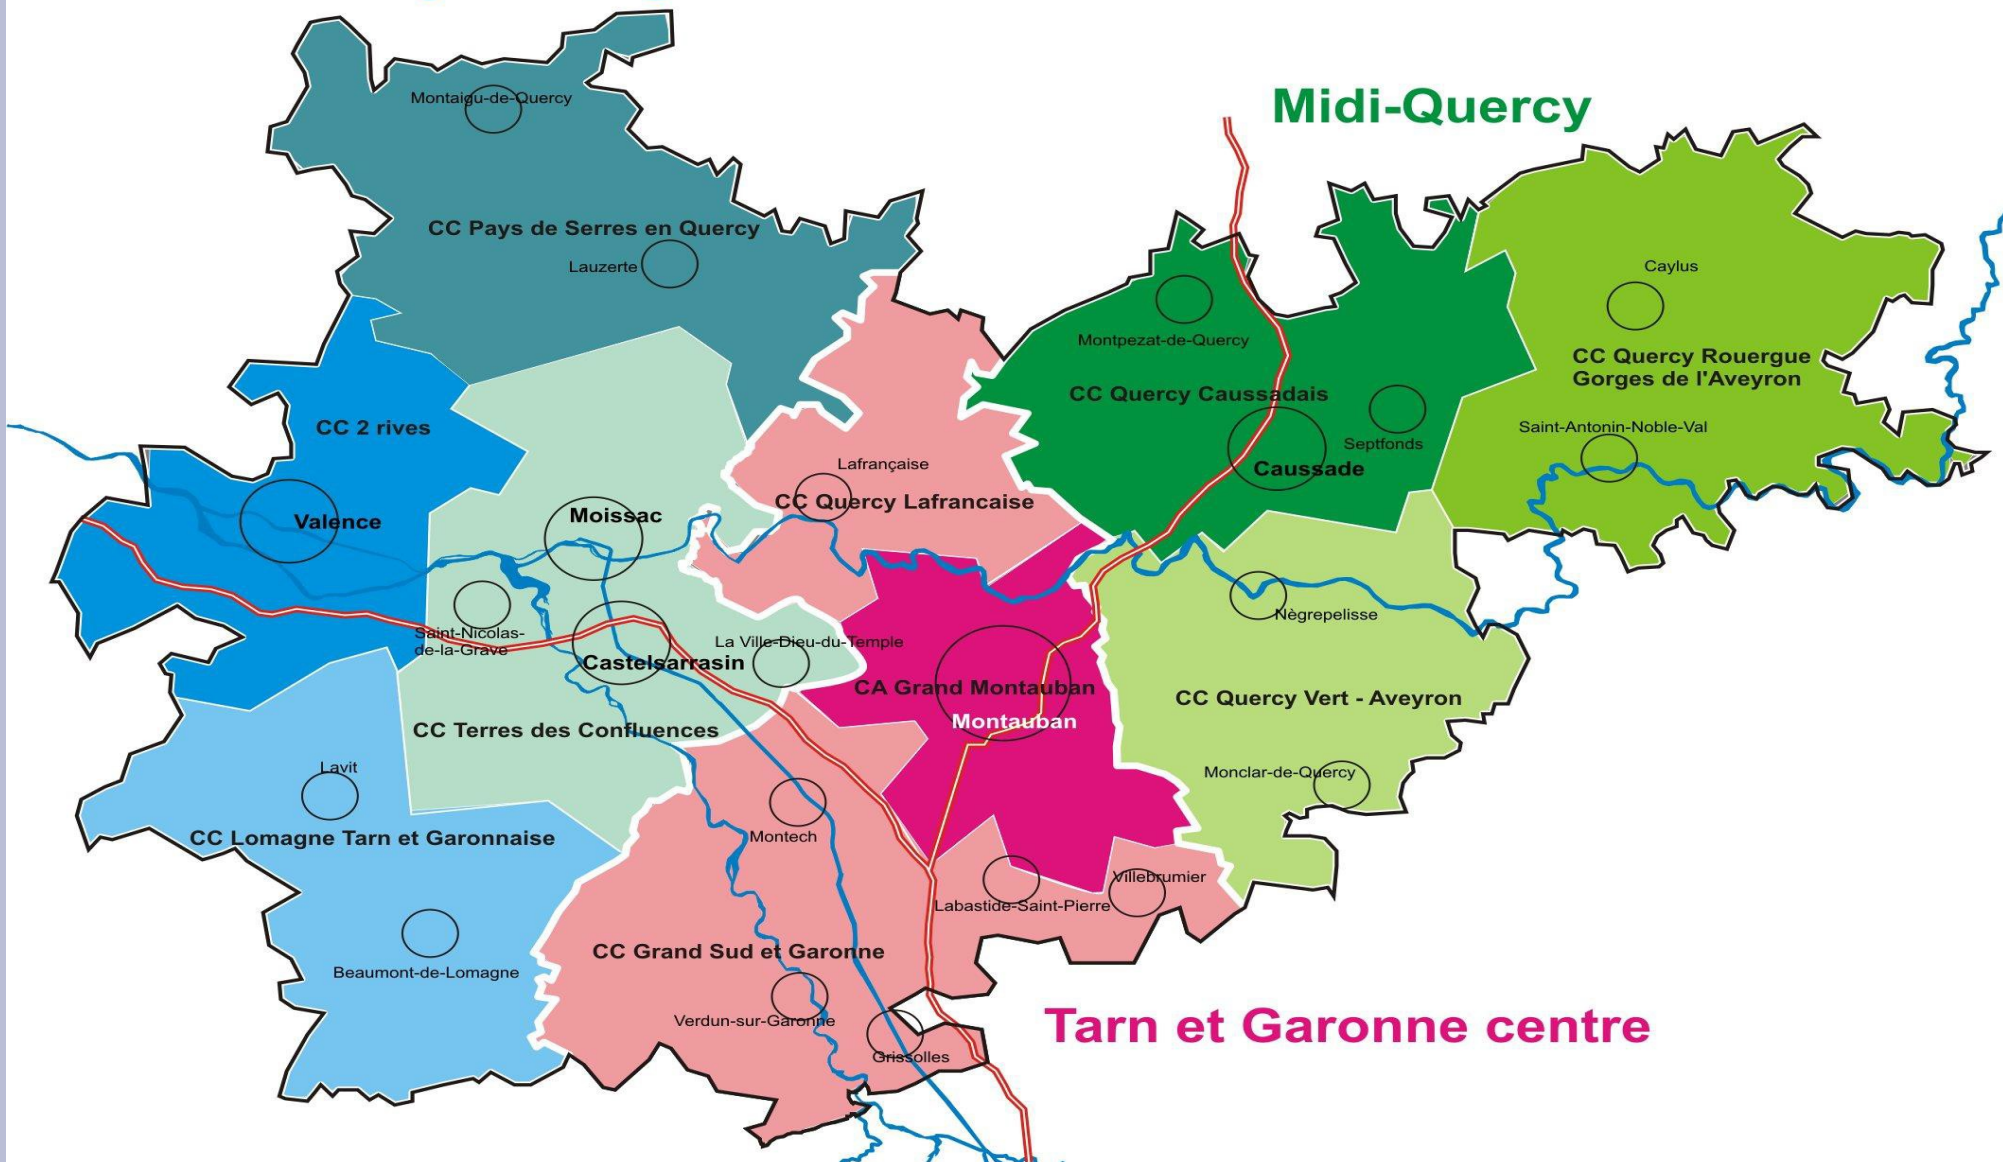 Midi-Quercy
Montaigu-de-Quercy
CC Pays de Serres en Quercy
Lauzerte
Caylus
Montpezat-de-Quercy
CC Quercy Rouergue
Gorges de l'Aveyron
CC Quercy Caussadais
CC 2 rives
Saint-Antonin-Noble-Val
Septfonds
Caussade
Lafrançaise
CC Quercy Lafrancaise
Moissac
Valence
Nègrepelisse
Saint-Nicolas-
de-la-Grave
La Ville-Dieu-du-Temple
Castelsarrasin
CA Grand Montauban
Montauban
CC Quercy Vert - Aveyron
CC Terres des Confluences
Lavit
Monclar-de-Quercy
CC Lomagne Tarn et Garonnaise
Montech
Villebrumier
Labastide-Saint-Pierre
CC Grand Sud et Garonne
Beaumont-de-Lomagne
Verdun-sur-Garonne
Tarn et Garonne centre
Grissolles